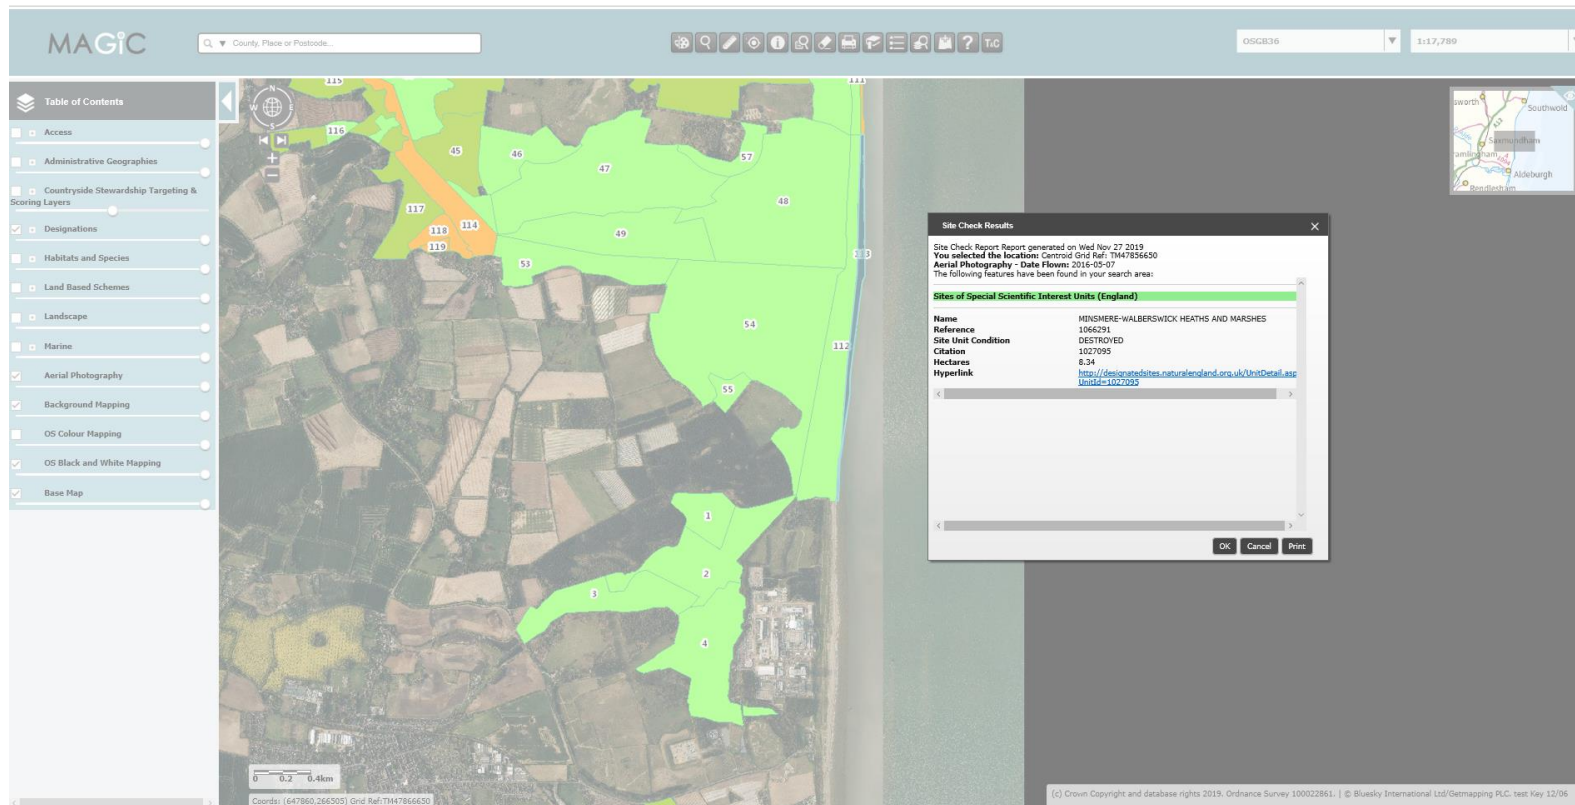 MAGiC
County, Place or Postcode...
TxC
OSGB36
1:17,789
Table of Contents
Access
Administrative Geographies
Countryside Stewardship Targeting &
Scoring Layers
Designations
Habitats and Species
Land Based Schemes
Landscape
Marine
Aerial Photography
Background Mapping
OS Colour Mapping
OS Black and White Mapping
Base Map
N
W
E
S
115
111
116
45
46
47
57
48
117
118
114
119
49
53
113
54
112
55
1
2
3
4
0 0.2 0.4km
Coords: (647860,266505) Grid Ref:TM47866650
sworth
Southwold
A12
Saxmundham
ramlingham
Aldeburgh
Rendlesham
Site Check Results
Site Check Report Report generated on Wed Nov 27 2019
You selected the location: Centroid Grid Ref: TM47856650
Aerial Photography - Date Flown: 2016-05-07
The following features have been found in your search area:
Sites of Special Scientific Interest Units (England)
Name MINSMERE-WALBERSWICK HEATHS AND MARSHES
Reference 1066291
Site Unit Condition DESTROYED
Citation 1027095
Hectares 8.34
Hyperlink http://designatedsites.naturalengland.org.uk/UnitDetail.asp
UnitId=1027095
OK Cancel Print
(c) Crown Copyright and database rights 2019. Ordnance Survey 100022861. | © Bluesky International Ltd/Getmapping PLC. test Key 12/06